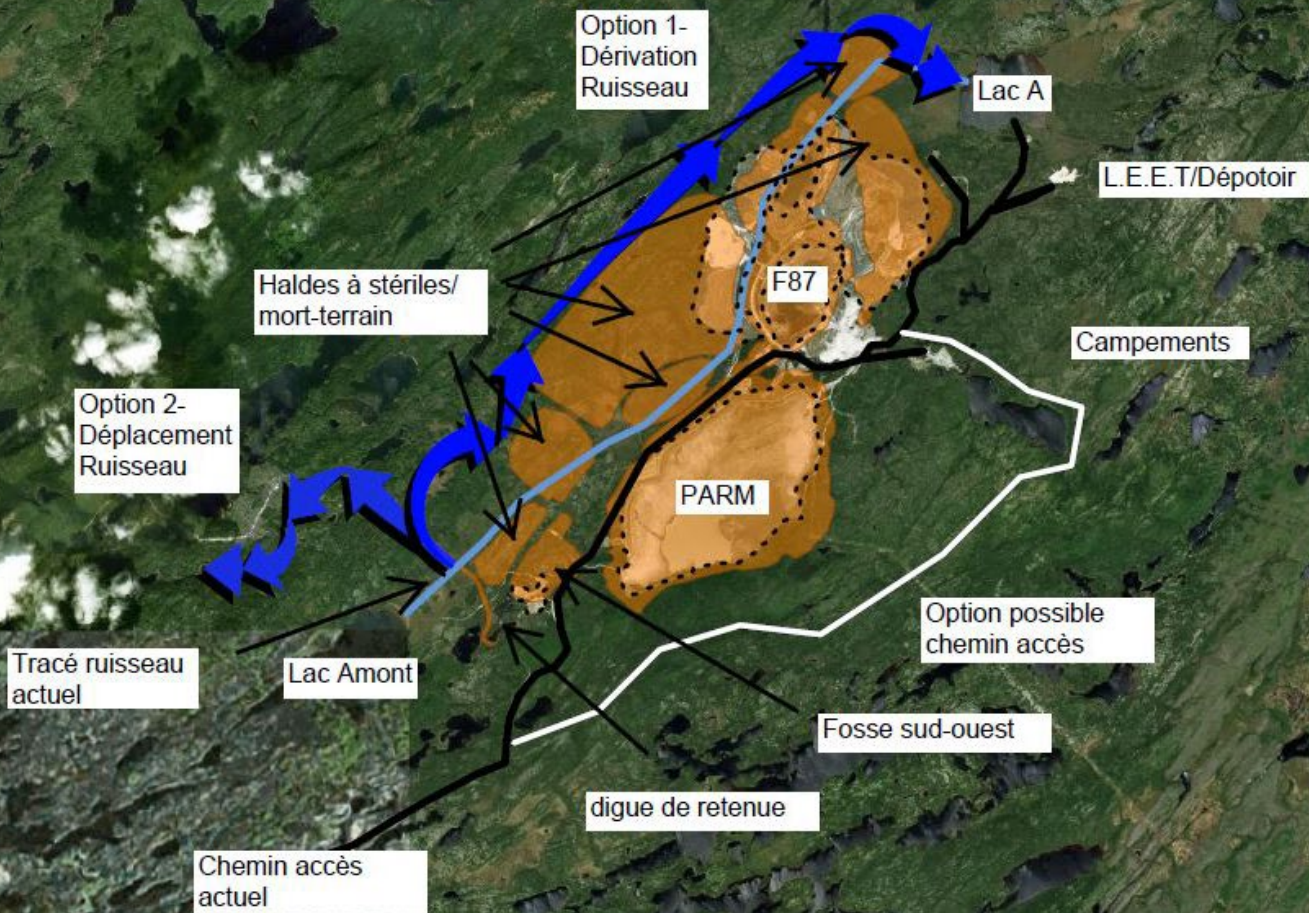 Option 1-
Dérivation
Ruisseau
Lac A
L.E.E.T/Dépotoir
Haldes à stériles/
mort-terrain
F87
Campements
Option 2-
Déplacement
Ruisseau
PARM
Option possible
chemin accès
Tracé ruisseau
actuel
Lac Amont
Fosse sud-ouest
digue de retenue
Chemin accès
actuel